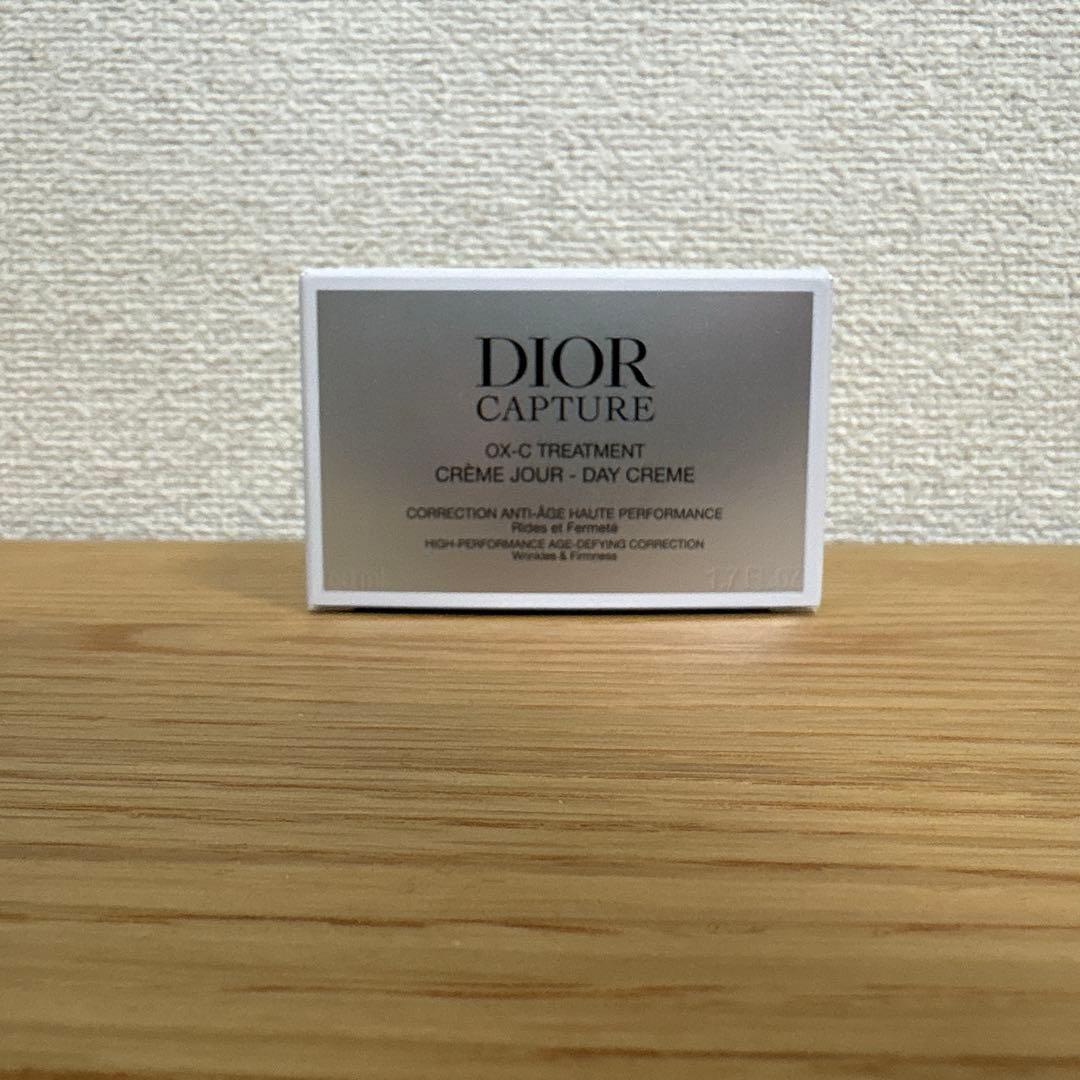 DIOR
CAPTURE
OX-C TREATMENT
CRÈME JOUR - DAY CREME
CORRECTION ANTI-ÂGE HAUTE PERFORMANCE
Rides et Fermeté
HIGH-PERFORMANCE AGE-DEFYING CORRECTION
Wrinkles & Firmness
ml 1.7 Fl. oz